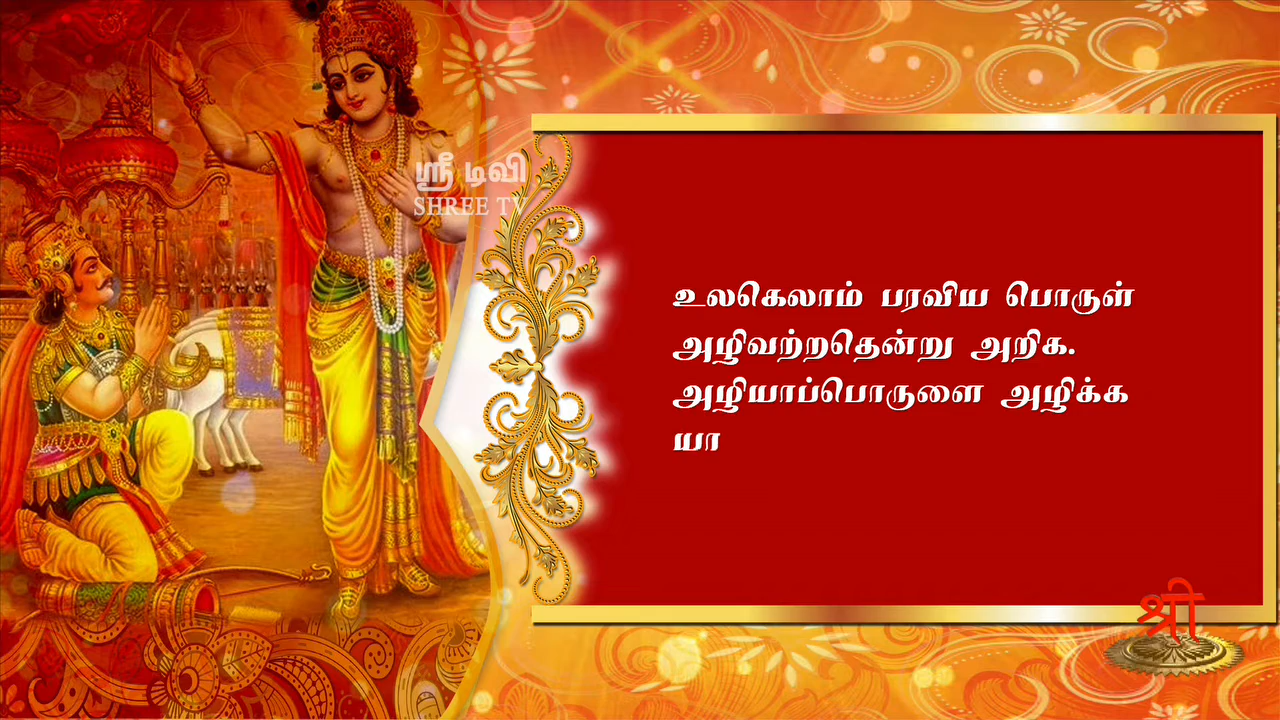 ஸ்ரீ டிவி
SHREE TV
உலகெலாம் பரவிய பொருள்
அழிவற்றதென்று அறிக.
அழியாப்பொருளை அழிக்க
யா
श्री